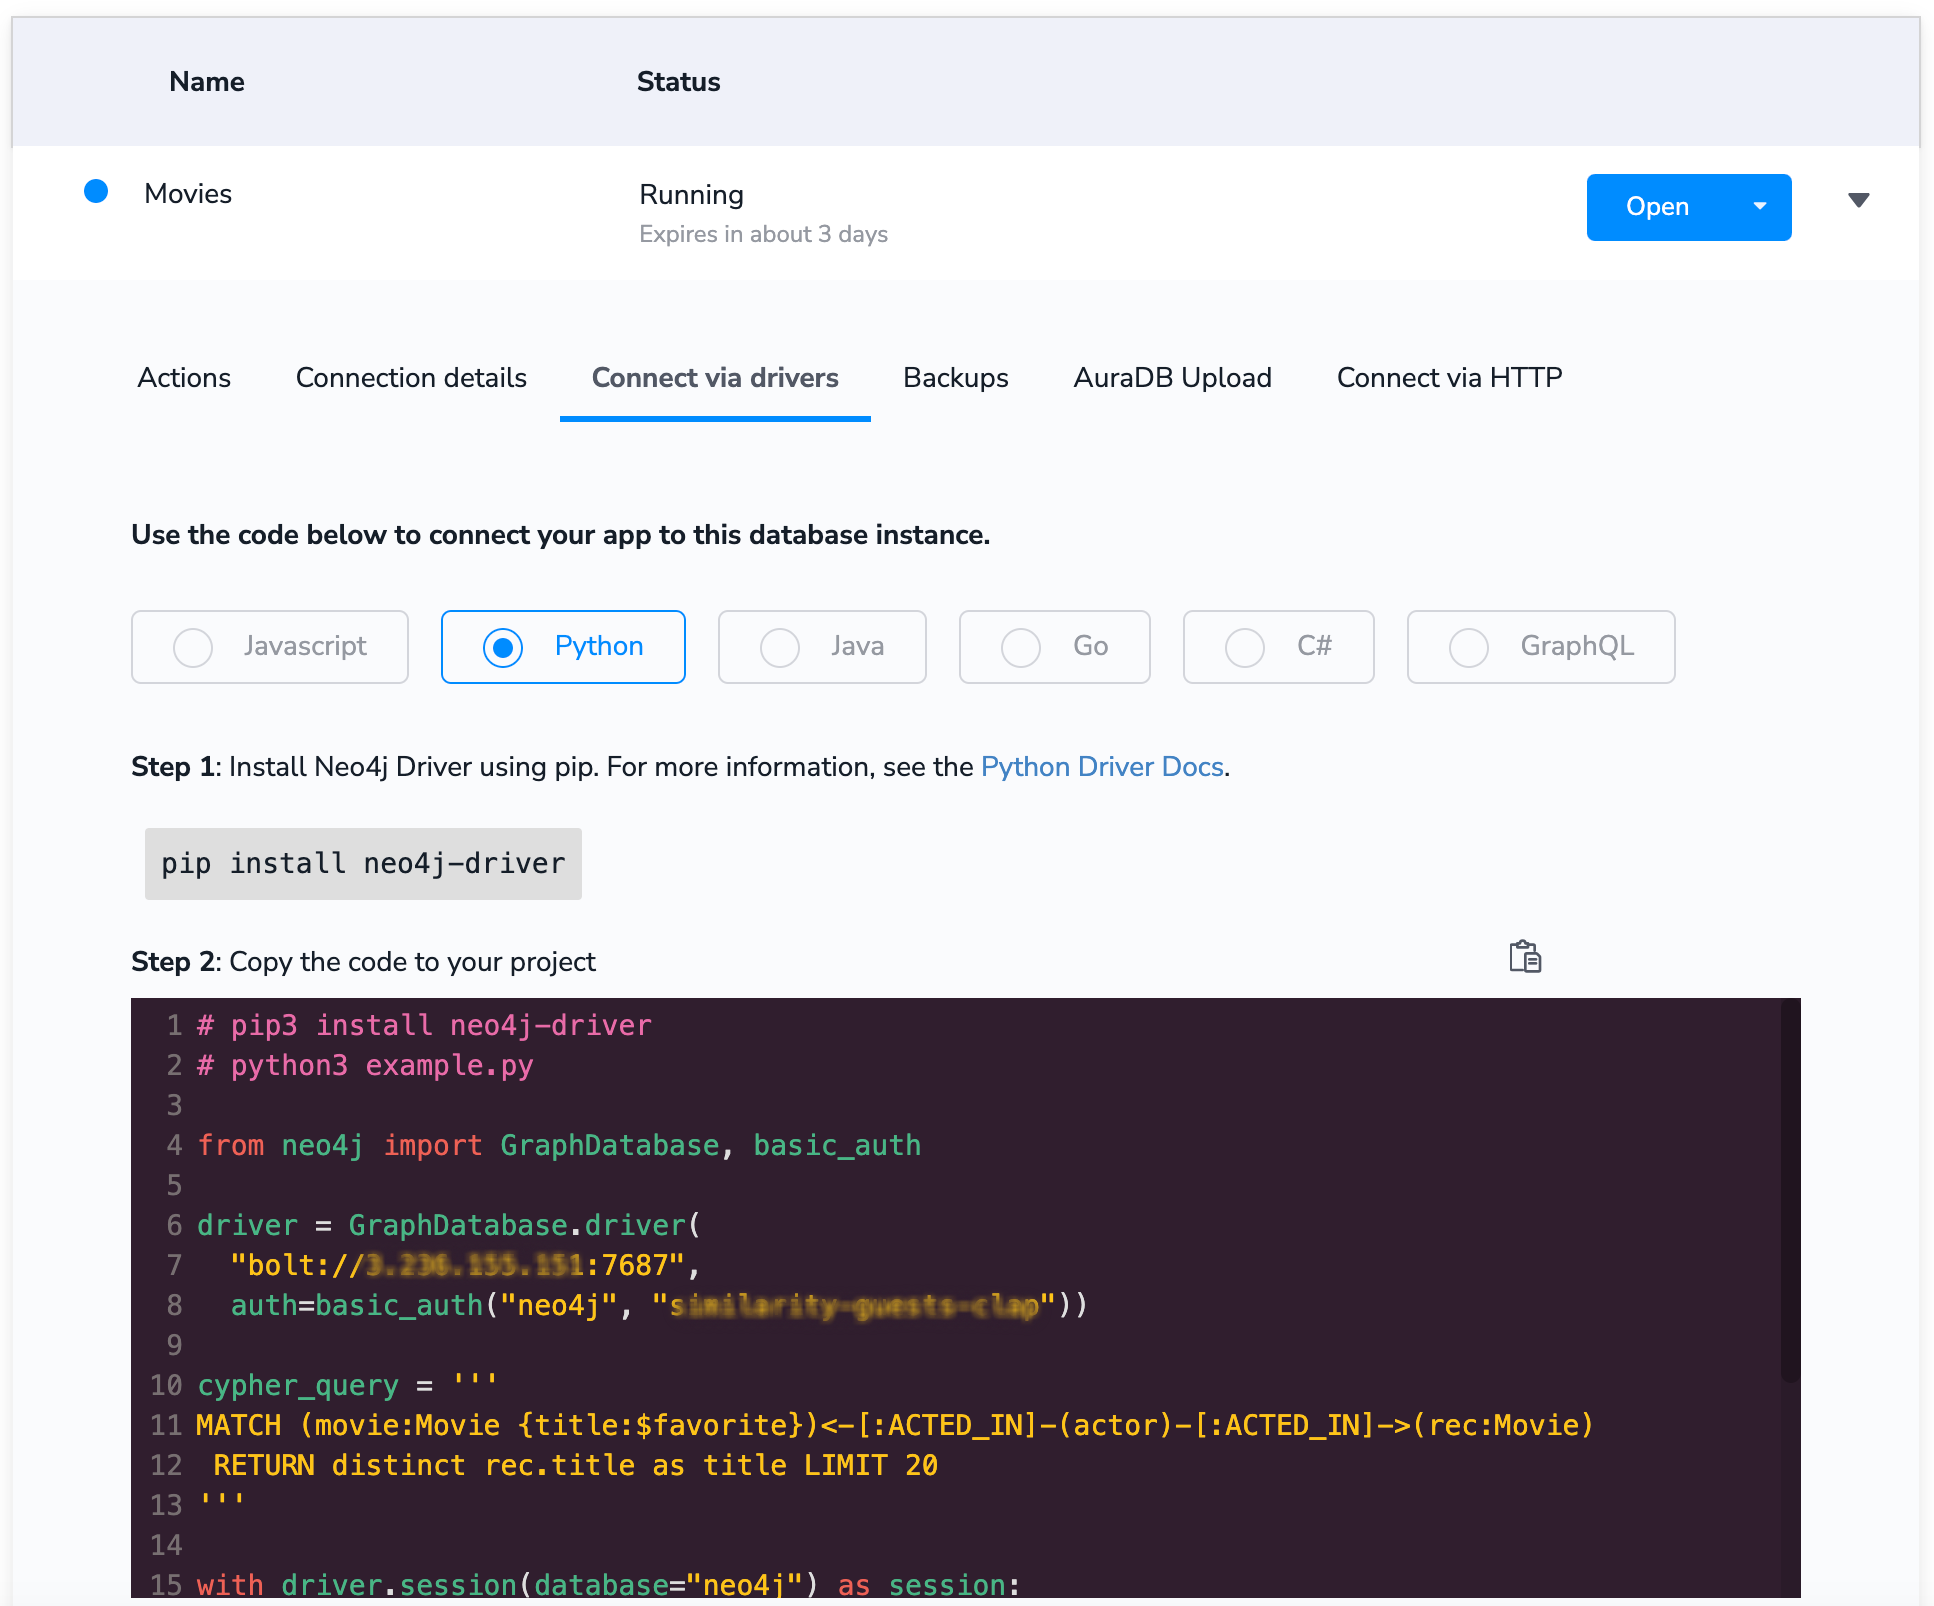 Name Status
Movies Running Open
Expires in about 3 days
Actions Connection details Connect via drivers Backups AuraDB Upload Connect via HTTP
Use the code below to connect your app to this database instance.
Javascript Python Java Go C# GraphQL
Step 1: Install Neo4j Driver using pip. For more information, see the Python Driver Docs.
pip install neo4j-driver
Step 2: Copy the code to your project
1 # pip3 install neo4j-driver
2 # python3 example.py
3
4 from neo4j import GraphDatabase, basic_auth
5
6 driver = GraphDatabase.driver(
7 "bolt://:7687",
8 auth=basic_auth("neo4j", ""))
9
10 cypher_query = '''
11 MATCH (movie:Movie {title:$favorite})<-[:ACTED_IN]-(actor)-[:ACTED_IN]->(rec:Movie)
12 RETURN distinct rec.title as title LIMIT 20
13 '''
14
15 with driver.session(database="neo4j") as session: